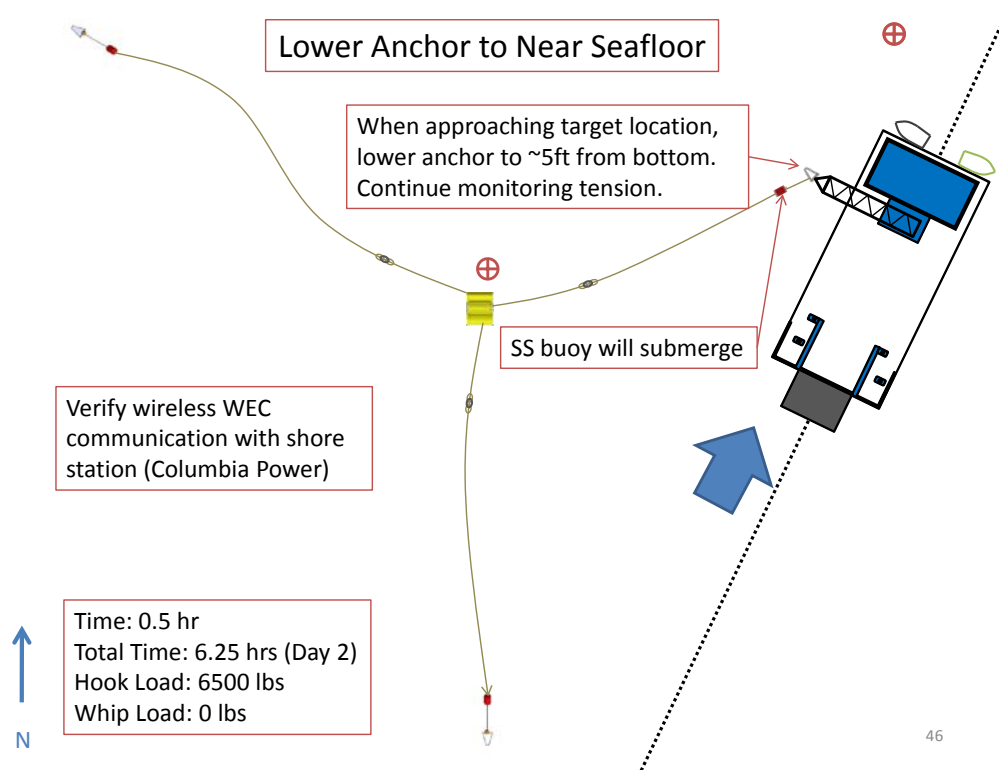 Lower Anchor to Near Seafloor
When approaching target location,
lower anchor to ~5ft from bottom.
Continue monitoring tension.
SS buoy will submerge
Verify wireless WEC
communication with shore
station (Columbia Power)
Time: 0.5 hr
Total Time: 6.25 hrs (Day 2)
Hook Load: 6500 lbs
Whip Load: 0 lbs
N
46